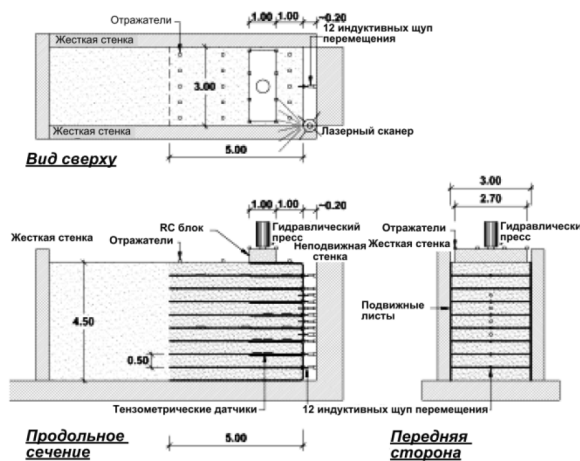 Отражатели
1.00 1.00 –0.20
12 индуктивных щуп
перемещения
Жесткая стенка
3.00
Жесткая стенка
Лазерный сканер
Вид сверху
5.00
1.00 1.00 –0.20
RC блок
Гидравлический
пресс
Жесткая стенка
Отражатели
Неподвижная
стенка
4.50
0.50
Тензометрические датчики
12 индуктивных щуп перемещения
Продольное
сечение
5.00
3.00
2.70
Отражатели
Гидравлический
пресс
Жесткая стенка
Подвижные
листы
Передняя
сторона